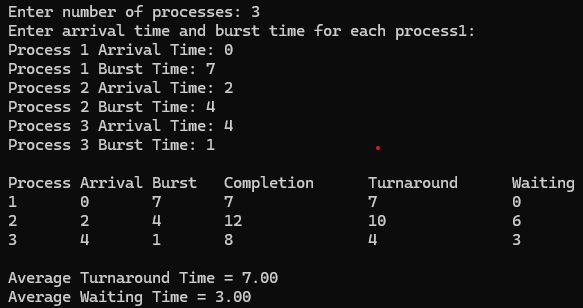 Enter number of processes: 3
Enter arrival time and burst time for each process1:
Process 1 Arrival Time: 0
Process 1 Burst Time: 7
Process 2 Arrival Time: 2
Process 2 Burst Time: 4
Process 3 Arrival Time: 4
Process 3 Burst Time: 1
Process Arrival Burst Completion Turnaround Waiting
1 0 7 7 7 0
2 2 4 12 10 6
3 4 1 8 4 3
Average Turnaround Time = 7.00
Average Waiting Time = 3.00